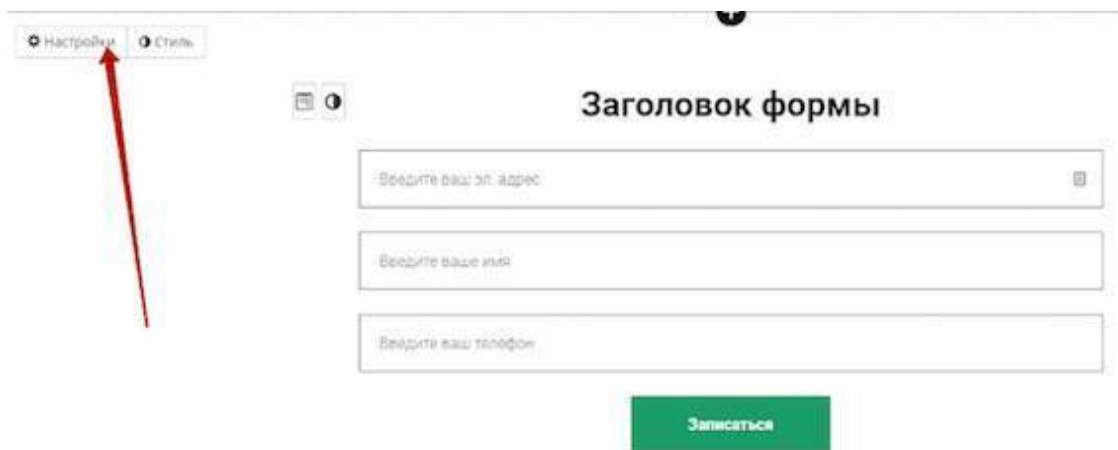 Настройки Стиль
Заголовок формы
Введите ваш эл. адрес
Введите ваше имя
Введите ваш телефон
Записаться